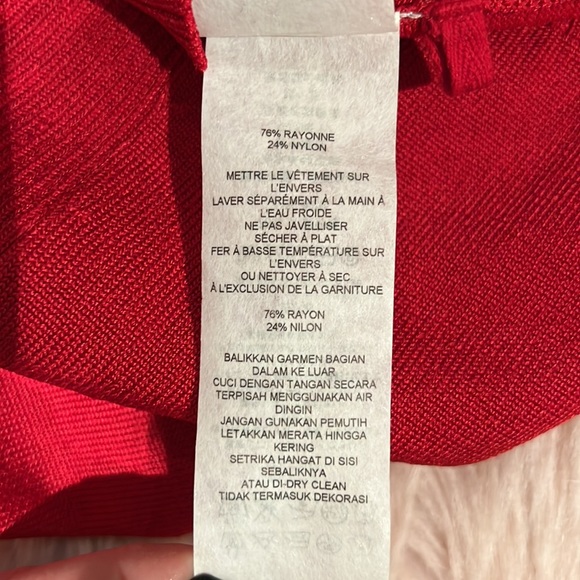 76% RAYONNE
24% NYLON
METTRE LE VÊTEMENT SUR
L'ENVERS
LAVER SÉPARÉMENT À LA MAIN À
L'EAU FROIDE
NE PAS JAVELLISER
SÉCHER À PLAT
FER À BASSE TEMPÉRATURE SUR
L'ENVERS
OU NETTOYER À SEC
À L'EXCLUSION DE LA GARNITURE
76% RAYON
24% NILON
BALIKKAN GARMEN BAGIAN
DALAM KE LUAR
CUCI DENGAN TANGAN SECARA
TERPISAH MENGGUNAKAN AIR
DINGIN
JANGAN GUNAKAN PEMUTIH
LETAKKAN MERATA HINGGA
KERING
SETRIKA HANGAT DI SISI
SEBALIKNYA
ATAU DI-DRY CLEAN
TIDAK TERMASUK DEKORASI